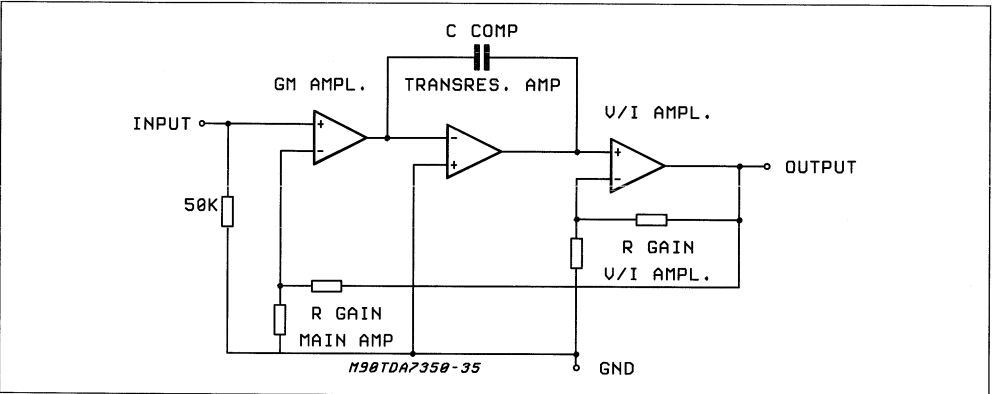 C COMP
GM AMPL.
TRANSRES. AMP
V/I AMPL.
INPUT
+
-
-
+
+
-
OUTPUT
50K
R GAIN
V/I AMPL.
R GAIN
MAIN AMP
M90TDA7350-35
GND